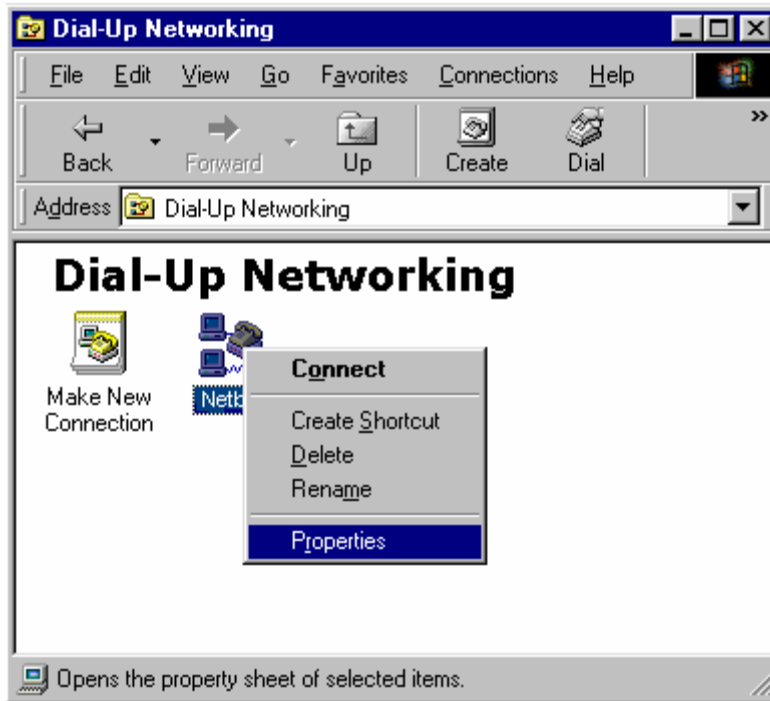 Dial-Up Networking
File Edit View Go Favorites Connections Help
Back Forward Up Create Dial »
Address Dial-Up Networking
Dial-Up Networking
Make New
Connection
Connect
Create Shortcut
Delete
Rename
Properties
Opens the property sheet of selected items.